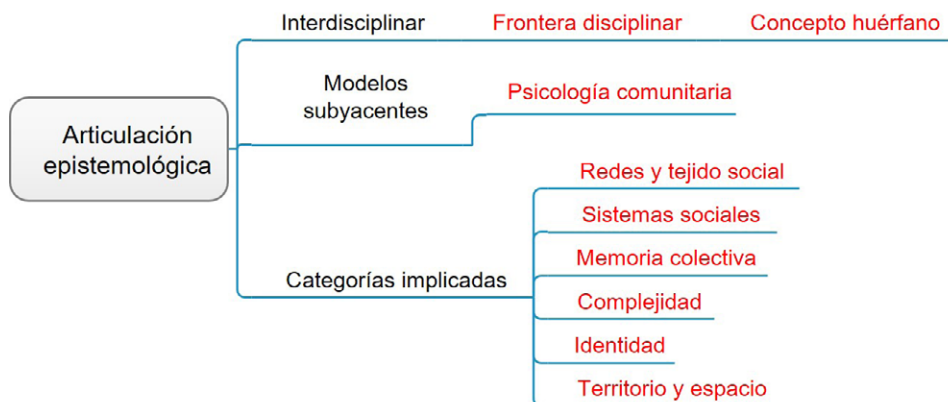 Interdisciplinar
Frontera disciplinar
Concepto huérfano
Modelos
subyacentes
Psicología comunitaria
Articulación
epistemológica
Redes y tejido social
Sistemas sociales
Memoria colectiva
Categorías implicadas
Complejidad
Identidad
Territorio y espacio